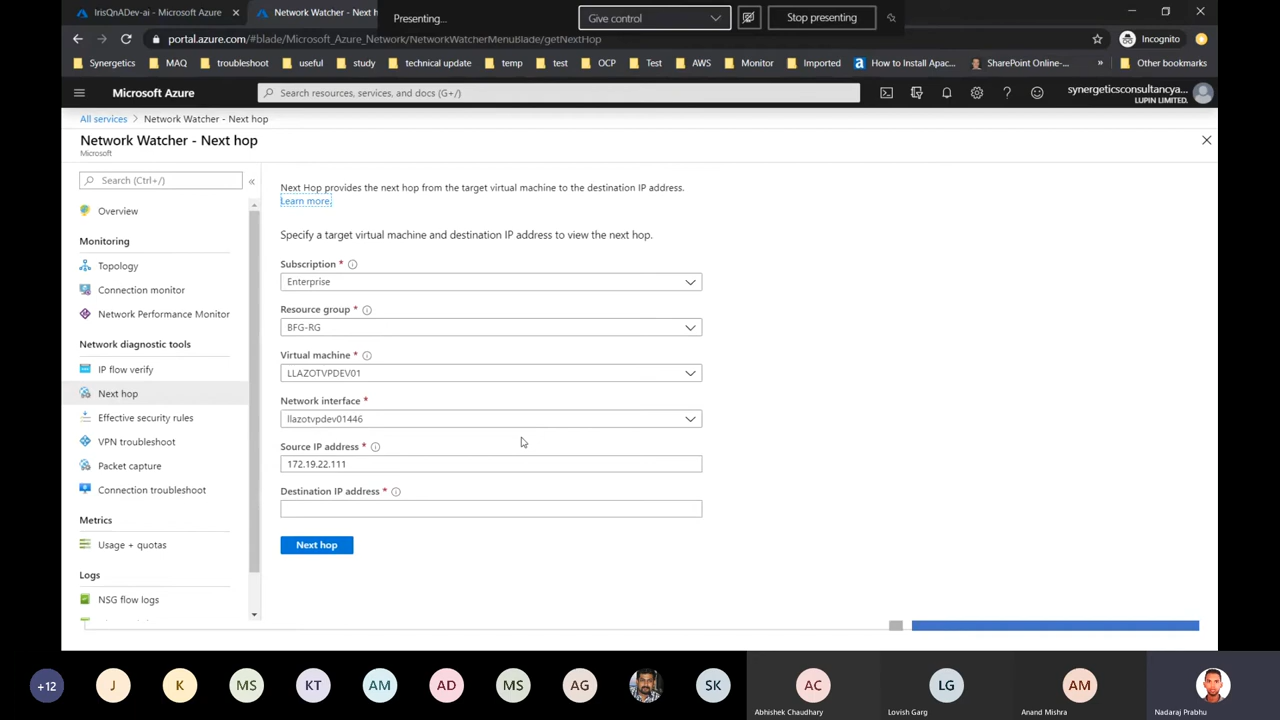 IrisQnADev-ai - Microsoft Azure
Network Watcher - Next h
Presenting...
Give control
Stop presenting
portal.azure.com/#blade/Microsoft_Azure_Network/NetworkWatcherMenuBlade/getNextHop
Incognito
Synergetics
MAQ
troubleshoot
useful
study
technical update
temp
test
OCP
Test
AWS
Monitor
Imported
How to Install Apac...
SharePoint Online-...
»
Other bookmarks
Microsoft Azure
Search resources, services, and docs (G+/)
synergeticsconsultancya...
LUPIN LIMITED.
All services > Network Watcher - Next hop
Network Watcher - Next hop
Microsoft
Search (Ctrl+/)
«
Overview
Monitoring
Topology
Connection monitor
Network Performance Monitor
Network diagnostic tools
IP flow verify
Next hop
Effective security rules
VPN troubleshoot
Packet capture
Connection troubleshoot
Metrics
Usage + quotas
Logs
NSG flow logs
Next Hop provides the next hop from the target virtual machine to the destination IP address.
Learn more.
Specify a target virtual machine and destination IP address to view the next hop.
Subscription *
Enterprise
Resource group *
BFG-RG
Virtual machine *
LLAZOTVPDEV01
Network interface *
llazotvpdev01446
Source IP address *
172.19.22.111
Destination IP address *
Next hop
+12
J
K
MS
KT
AM
AD
MS
AG
SK
AC
Abhishek Chaudhary
LG
Lovish Garg
AM
Anand Mishra
Nadaraj Prabhu